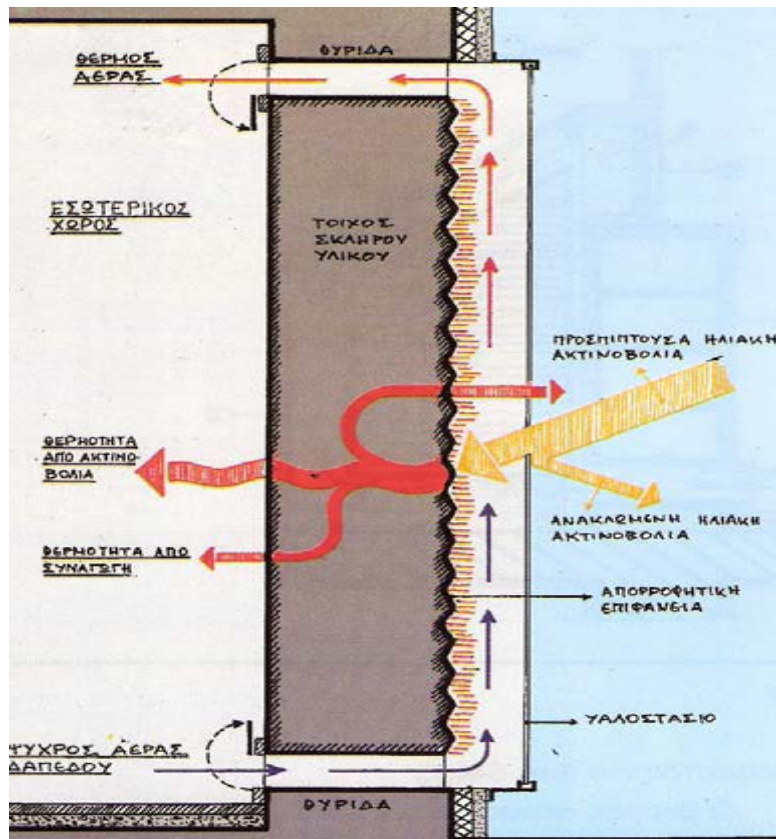 ΘΥΡΙΔΑ
ΘΕΡΜΟΣ
ΑΕΡΑΣ
ΕΣΩΤΕΡΙΚΟΣ
ΧΩΡΟΣ
ΤΟΙΧΟΣ
ΣΚΛΗΡΟΥ
ΥΛΙΚΟΥ
ΠΡΟΣΠΙΠΤΟΥΣΑ ΗΛΙΑΚΗ
ΑΚΤΙΝΟΒΟΛΙΑ
ΘΕΡΜΟΤΗΤΑ
ΑΠΟ ΑΚΤΙΝΟ
ΒΟΛΙΑ
ΑΝΑΚΛΩΜΕΝΗ ΗΛΙΑΚΗ
ΑΚΤΙΝΟΒΟΛΙΑ
ΘΕΡΜΟΤΗΤΑ ΑΠΟ
ΣΥΝΑΓΩΓΗ
ΑΠΟΡΡΟΦΗΤΙΚΗ
ΕΠΙΦΑΝΕΙΑ
ΥΑΛΟΣΤΑΣΙΟ
ΨΥΧΡΟΣ ΑΕΡΑΣ
ΔΑΠΕΔΟΥ
ΘΥΡΙΔΑ